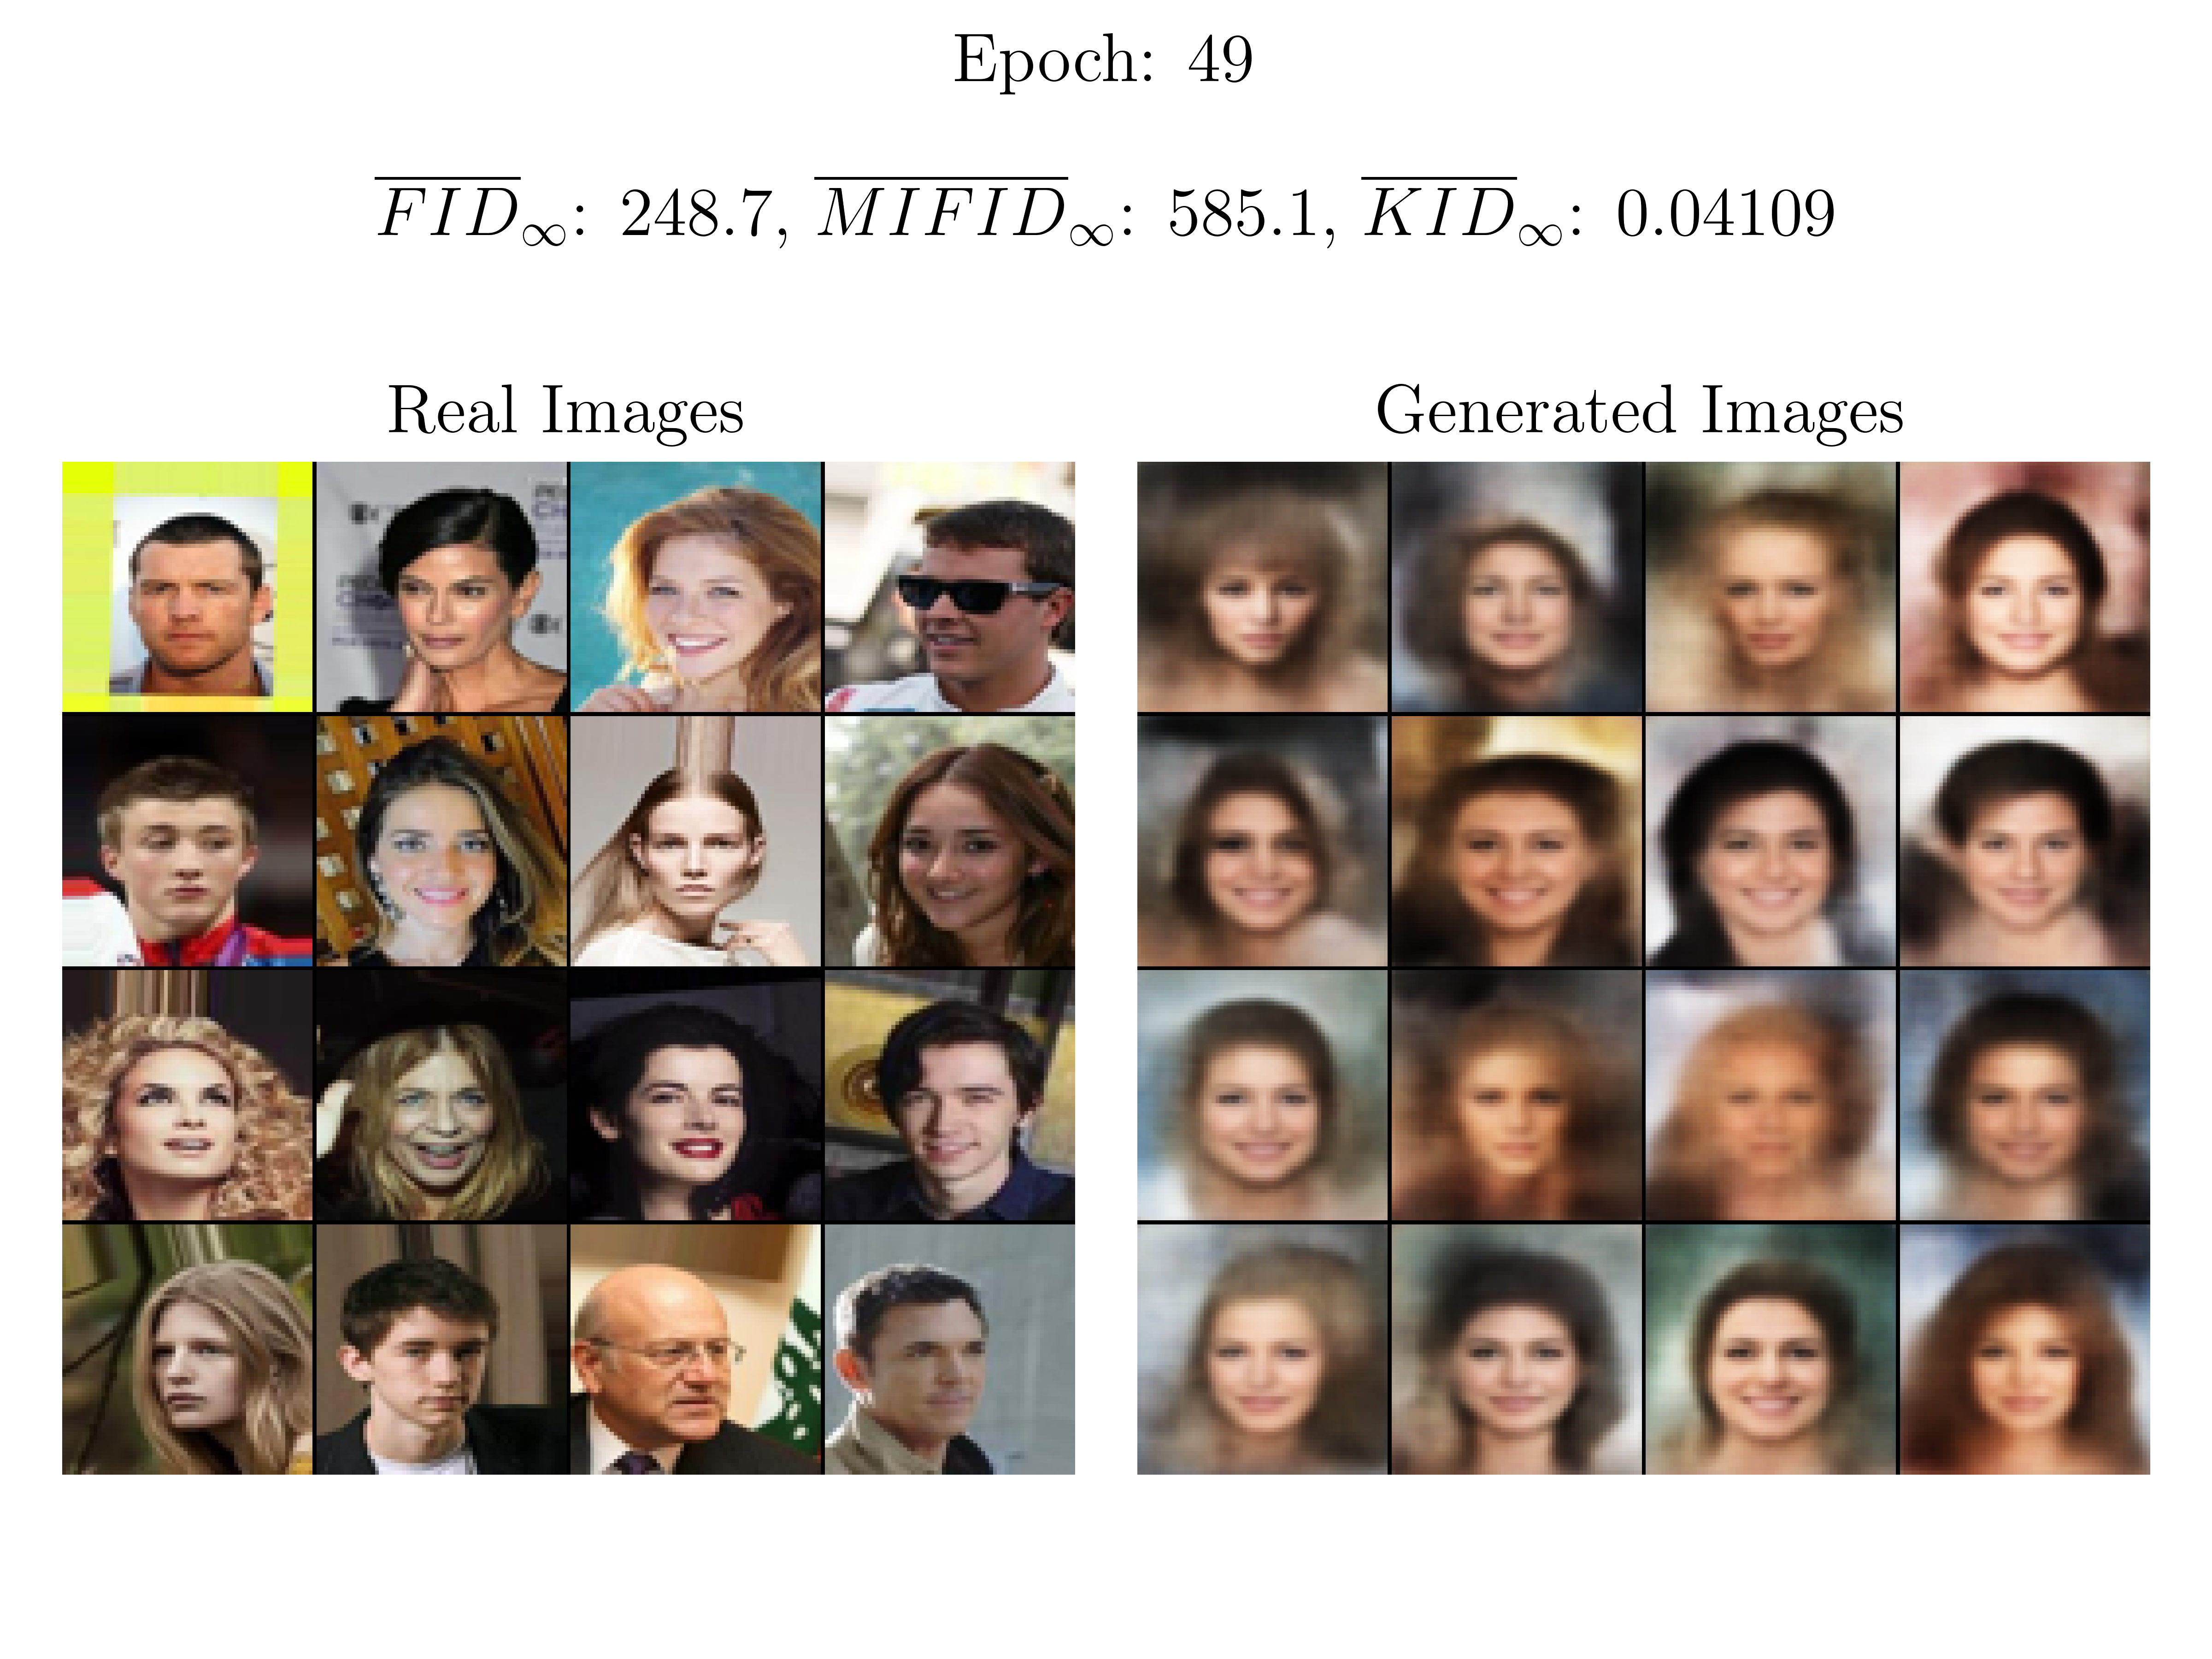 Epoch: 49
FID∞: 248.7, MIFID∞: 585.1, KID∞: 0.04109
Real Images
Generated Images